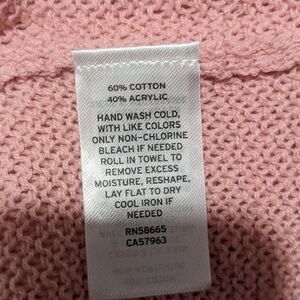 60% COTTON
40% ACRYLIC
HAND WASH COLD,
WITH LIKE COLORS
ONLY NON-CHLORINE
BLEACH IF NEEDED
ROLL IN TOWEL TO
REMOVE EXCESS
MOISTURE, RESHAPE,
LAY FLAT TO DRY
COOL IRON IF
NEEDED
RN58665
CA57963